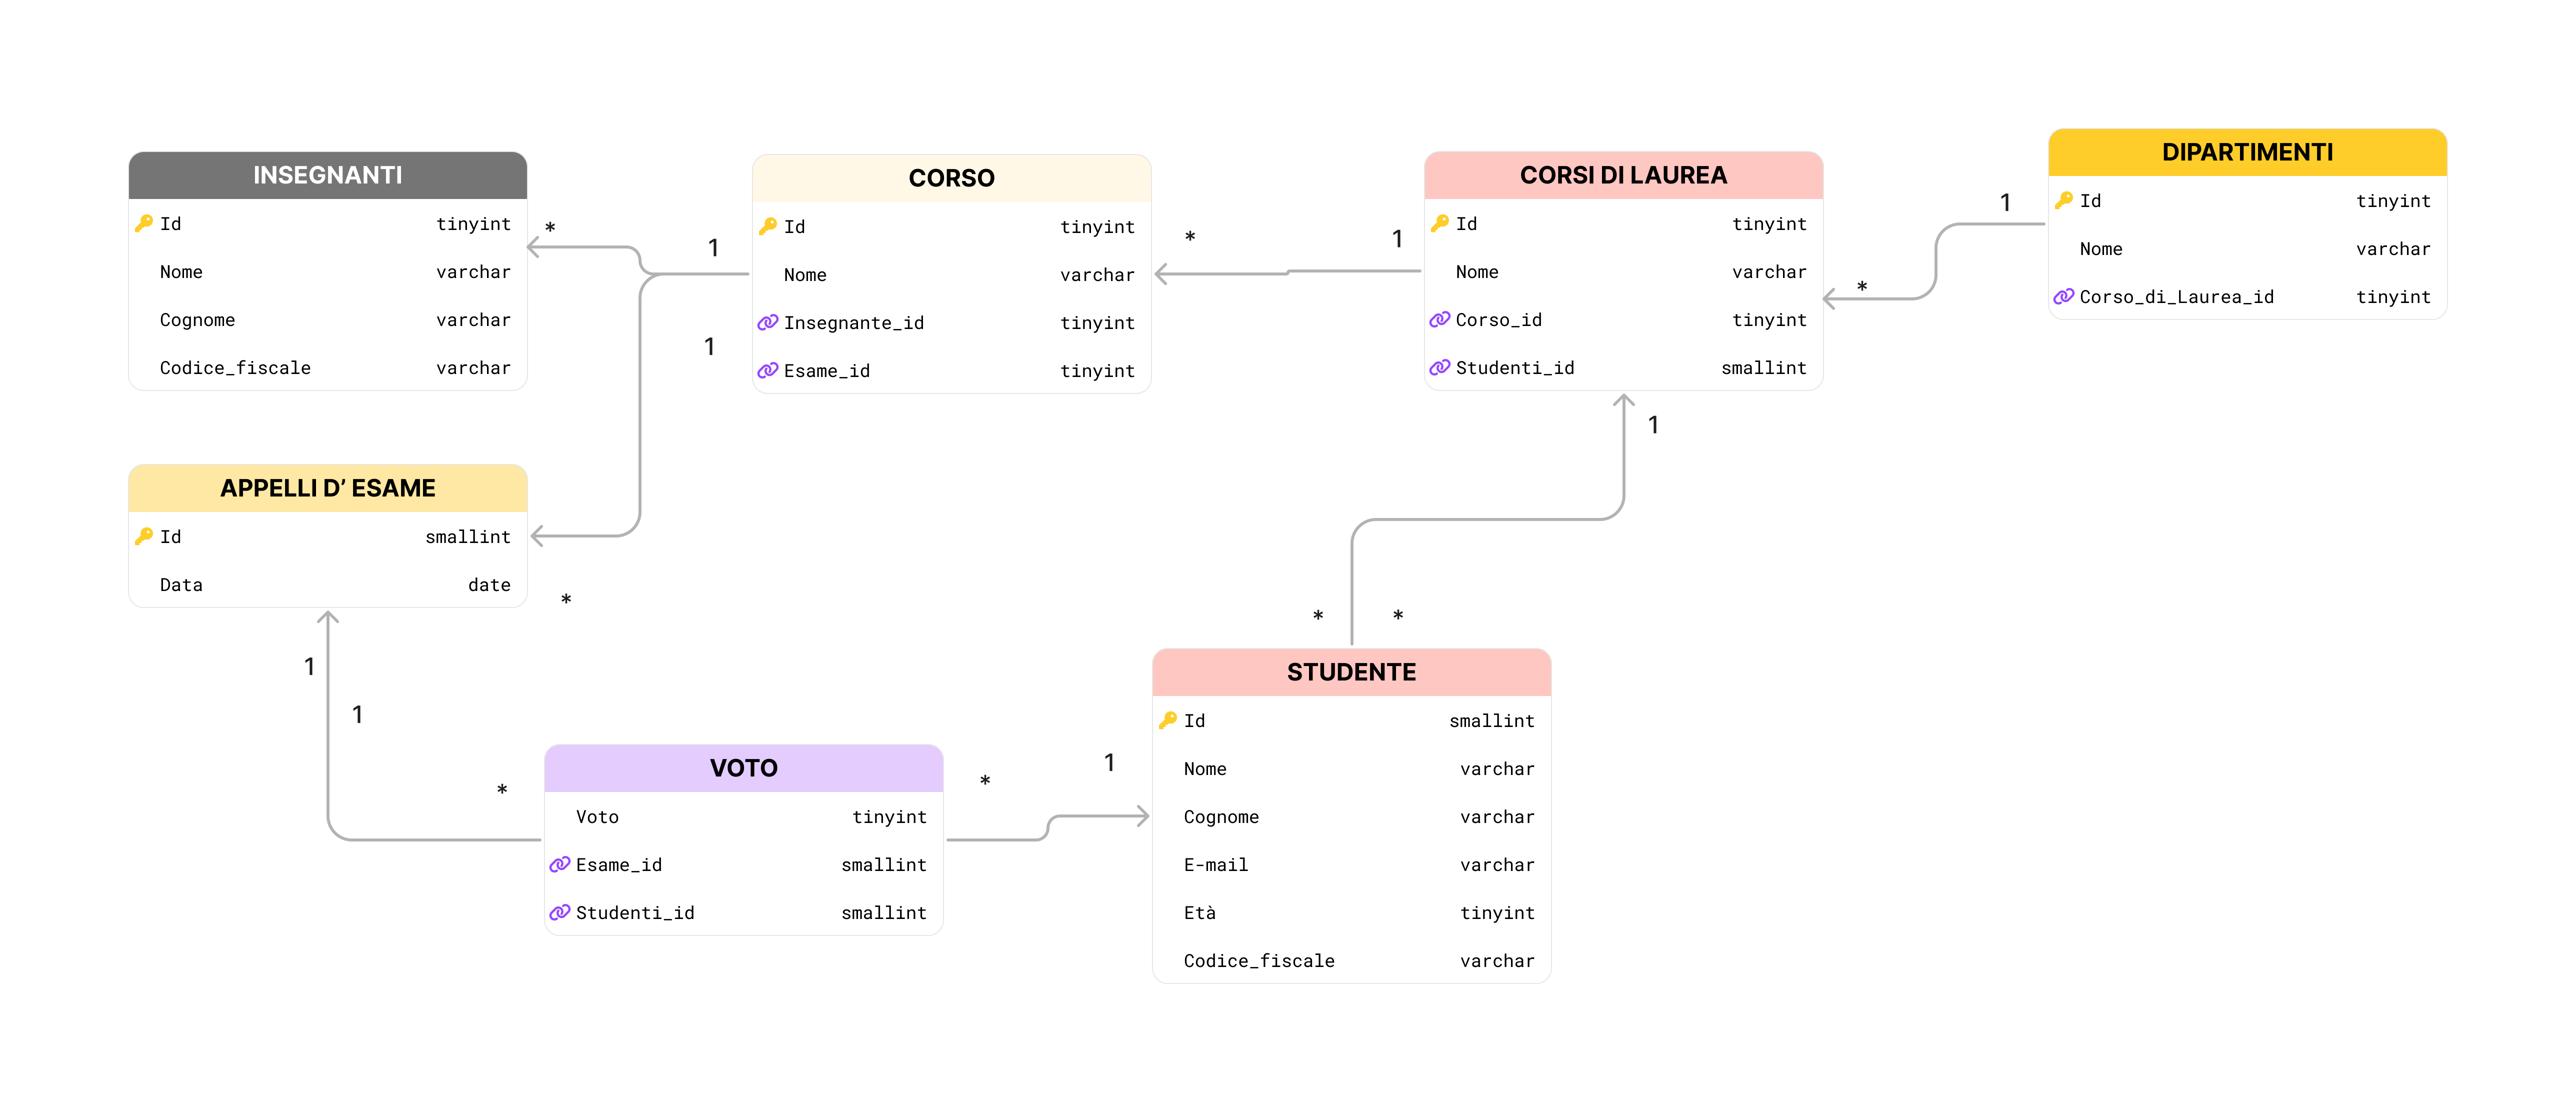 INSEGNANTI
Id tinyint
Nome varchar
Cognome varchar
Codice_fiscale varchar
*
1
1
CORSO
Id tinyint
Nome varchar
Insegnante_id tinyint
Esame_id tinyint
*
1
CORSI DI LAUREA
Id tinyint
Nome varchar
Corso_id tinyint
Studenti_id smallint
1
*
1
DIPARTIMENTI
Id tinyint
Nome varchar
Corso_di_Laurea_id tinyint
APPELLI D’ ESAME
Id smallint
Data date
*
1
1
*
VOTO
Voto tinyint
Esame_id smallint
Studenti_id smallint
*
1
* *
STUDENTE
Id smallint
Nome varchar
Cognome varchar
E-mail varchar
Età tinyint
Codice_fiscale varchar